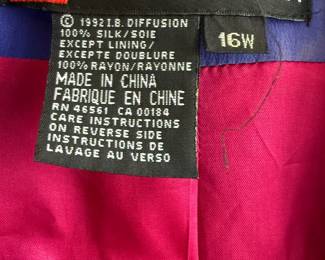 © 1992 I.B. DIFFUSION
100% SILK/SOIE
EXCEPT LINING/
EXCEPTE DOUBLURE
100% RAYON/RAYONNE
MADE IN CHINA
FABRIQUE EN CHINE
RN 46561 CA 00184
CARE INSTRUCTIONS
ON REVERSE SIDE
INSTRUCTIONS DE
LAVAGE AU VERSO
16W